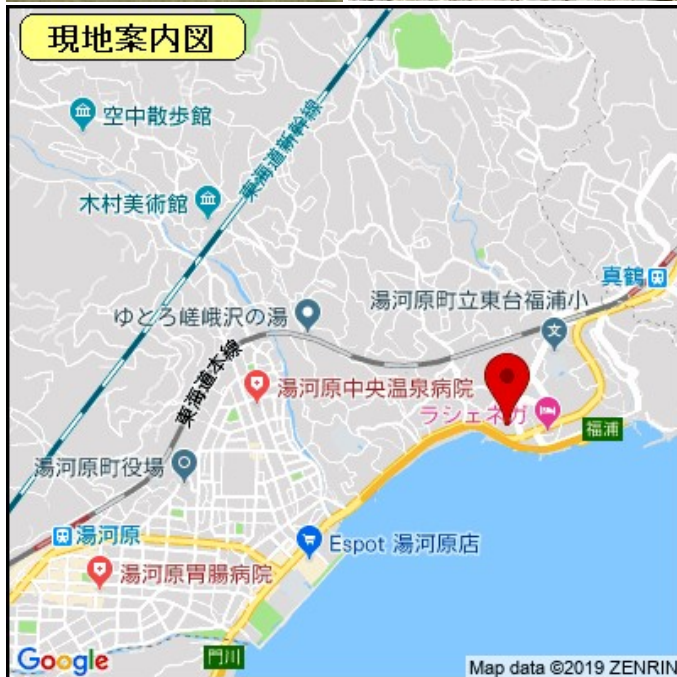 現地案内図
空中散歩館
東海道新幹線
木村美術館
真鶴
湯河原町立東台福浦小
ゆとろ嵯峨沢の湯
東海道本線
湯河原中央温泉病院
ラシェネガ
福浦
湯河原町役場
湯河原
Espot 湯河原店
湯河原胃腸病院
Google
門川
Map data ©2019 ZENRIN